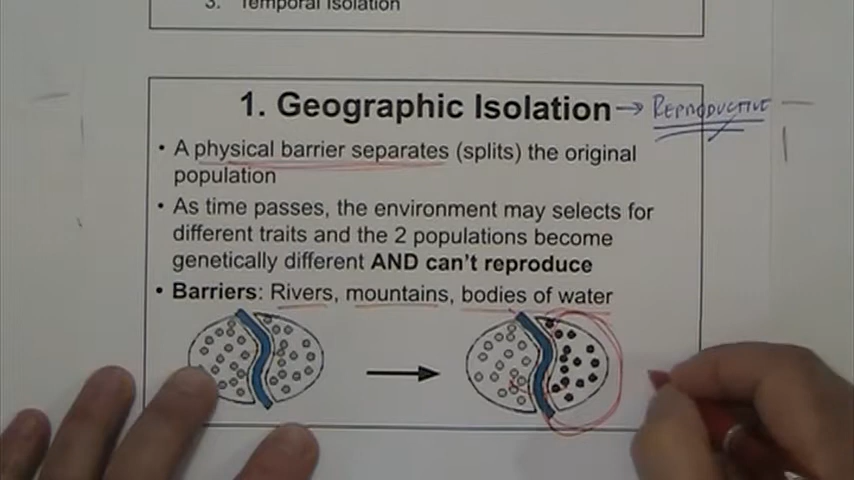 3. Temporal Isolation
1. Geographic Isolation → REPRODUCTIVE
• A physical barrier separates (splits) the original
population
• As time passes, the environment may selects for
different traits and the 2 populations become
genetically different AND can't reproduce
• Barriers: Rivers, mountains, bodies of water